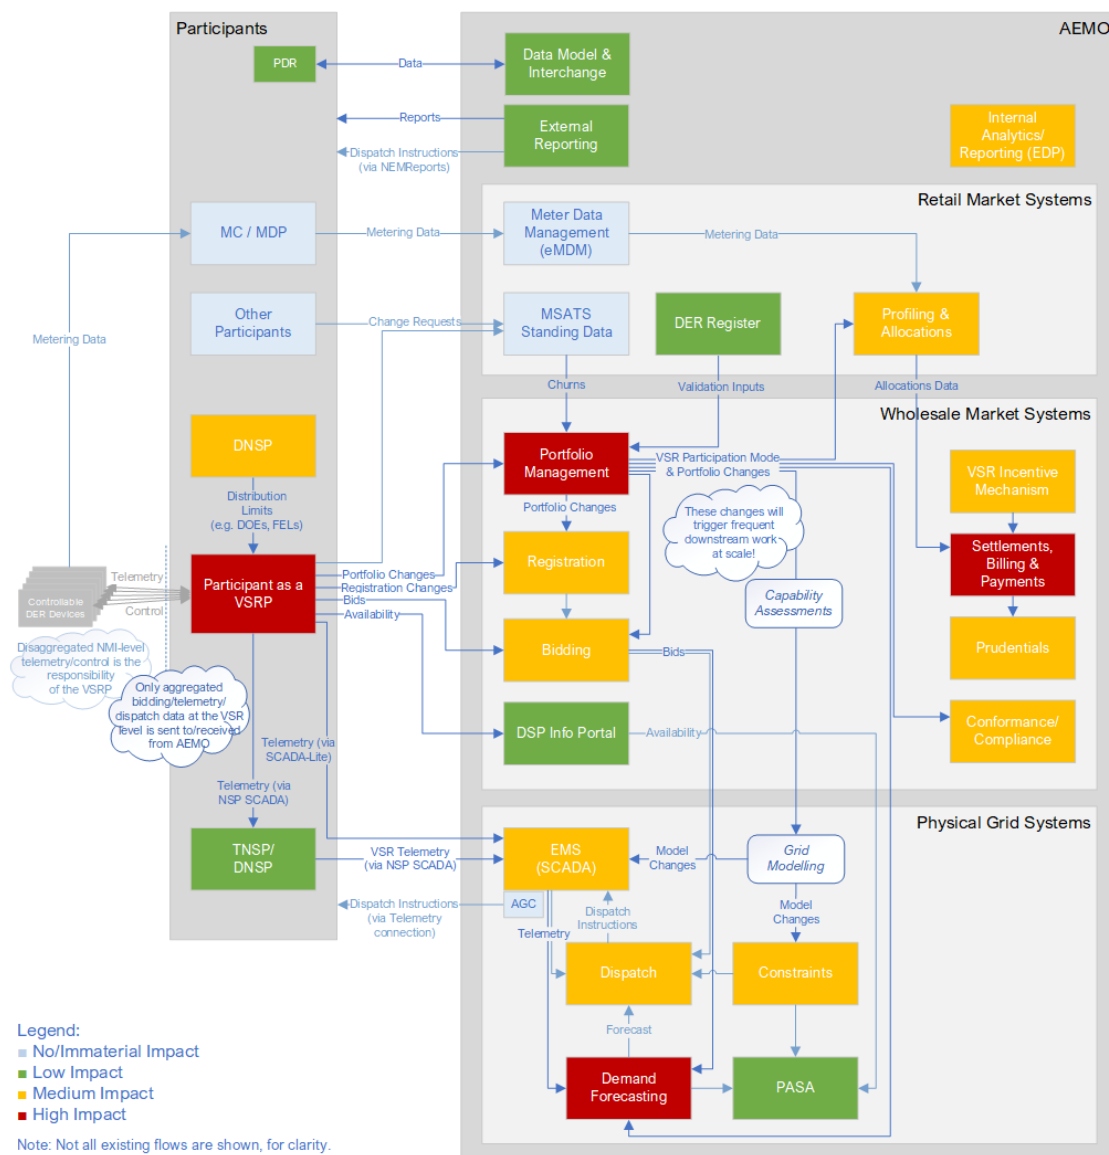 Participants
AEMO
PDR
Data
Data Model &
Interchange
Reports
External
Reporting
Dispatch Instructions
(via NEMReports)
Internal
Analytics/
Reporting (EDP)
Retail Market Systems
MC / MDP
Metering Data
Meter Data
Management
(eMDM)
Metering Data
Other
Participants
Change Requests
MSATS
Standing Data
DER Register
Profiling &
Allocations
Metering Data
Churns
Validation Inputs
Allocations Data
Wholesale Market Systems
DNSP
Portfolio
Management
VSR Participation Mode
& Portfolio Changes
VSR Incentive
Mechanism
Distribution
Limits
(e.g. DOEs, FELs)
Portfolio Changes
These changes will
trigger frequent
downstream work
at scale!
Registration
Settlements,
Billing &
Payments
Telemetry
Control
Controllable
DER Devices
Participant as a
VSRP
Portfolio Changes
Registration Changes
Bids
Availability
Capability
Assessments
Disaggregated NMI-level
telemetry/control is the
responsibility
of the VSRP
Bidding
Bids
Prudentials
Only aggregated
bidding/telemetry/
dispatch data at the VSR
level is sent to/received
from AEMO
DSP Info Portal
Availability
Conformance/
Compliance
Telemetry (via
SCADA-Lite)
Telemetry (via
NSP SCADA)
Physical Grid Systems
TNSP/
DNSP
VSR Telemetry
(via NSP SCADA)
EMS
(SCADA)
Model
Changes
Grid
Modelling
AGC
Dispatch Instructions
(via Telemetry
connection)
Dispatch
Instructions
Telemetry
Model
Changes
Dispatch
Constraints
Forecast
Demand
Forecasting
PASA
Legend:
No/Immaterial Impact
Low Impact
Medium Impact
High Impact
Note: Not all existing flows are shown, for clarity.